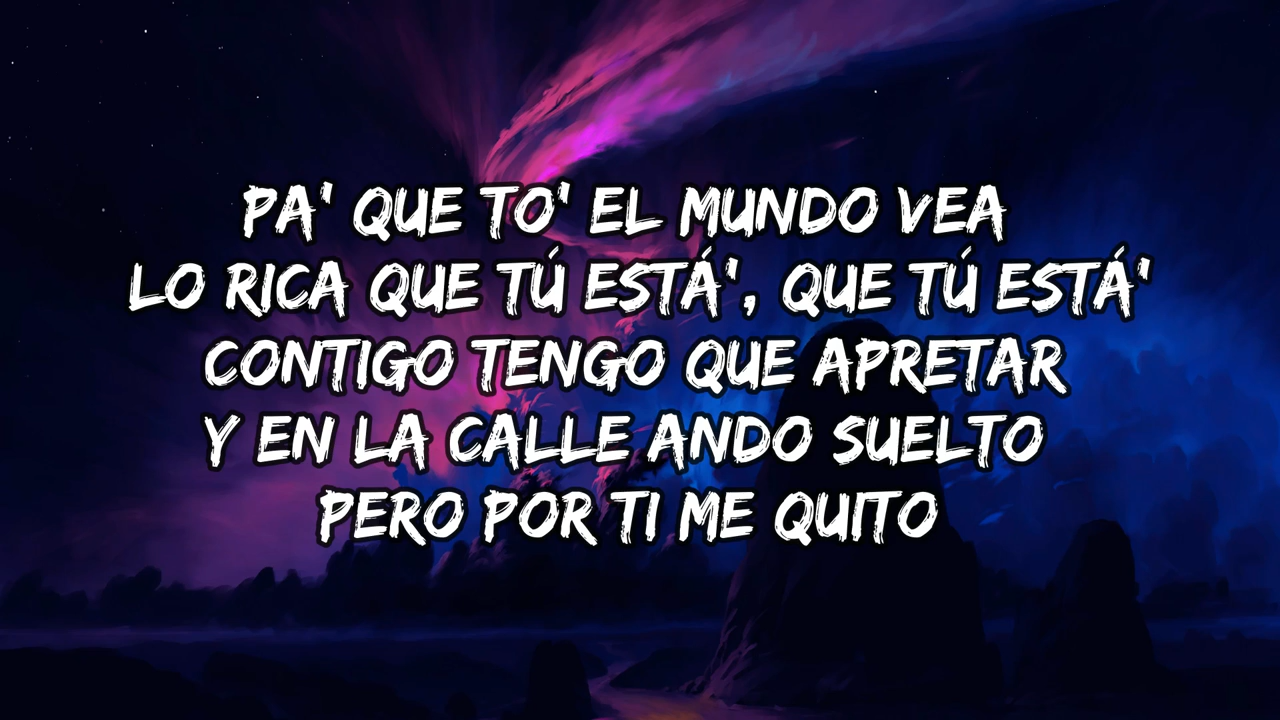 PA' QUE TO' EL MUNDO VEA
LO RICA QUE TÚ ESTÁ', QUE TÚ ESTÁ'
CONTIGO TENGO QUE APRETAR
Y EN LA CALLE ANDO SUELTO
PERO POR TI ME QUITO